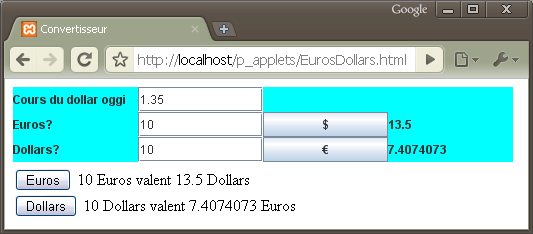 Google
Convertisseur
http://localhost/p_applets/EurosDollars.html
Cours du dollar oggi 1.35
Euros? 10 $ 13.5
Dollars? 10 € 7.4074073
Euros 10 Euros valent 13.5 Dollars
Dollars 10 Dollars valent 7.4074073 Euros